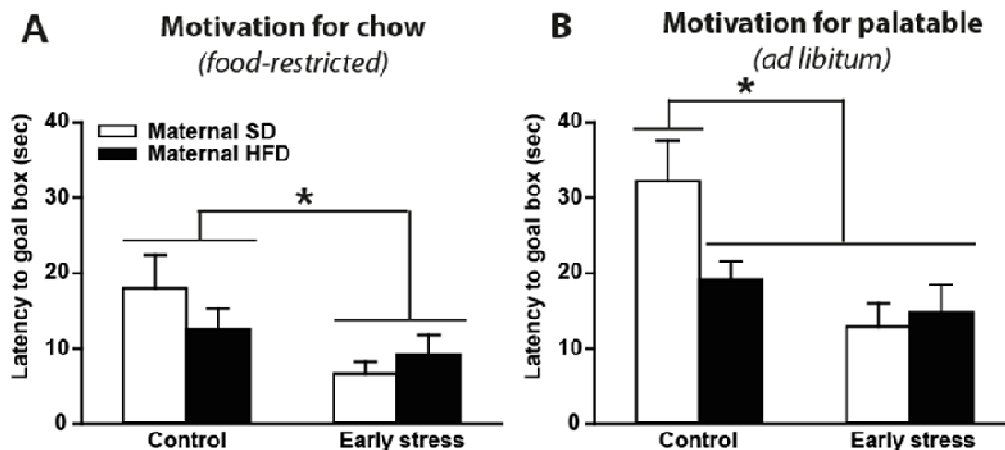 A
Motivation for chow
(food-restricted)
Latency to goal box (sec)
40
30
20
10
0
Maternal SD
Maternal HFD
*
Control
Early stress
B
Motivation for palatable
(ad libitum)
Latency to goal box (sec)
40
30
20
10
0
*
Control
Early stress